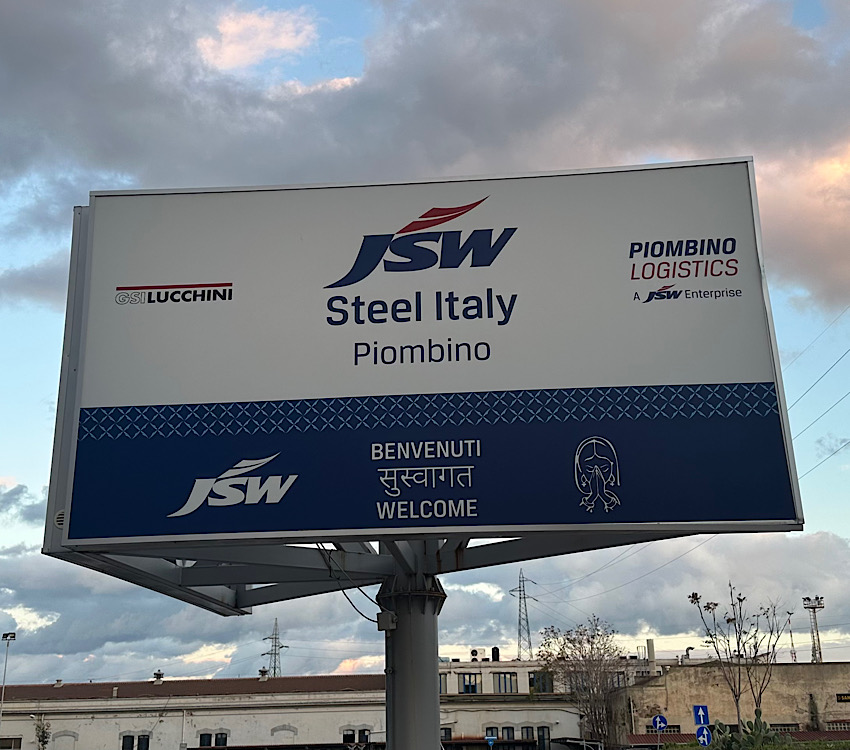 JSW
Steel Italy
Piombino
GSI LUCCHINI
PIOMBINO
LOGISTICS
A JSW Enterprise
JSW
BENVENUTI
सुस्वागत
WELCOME